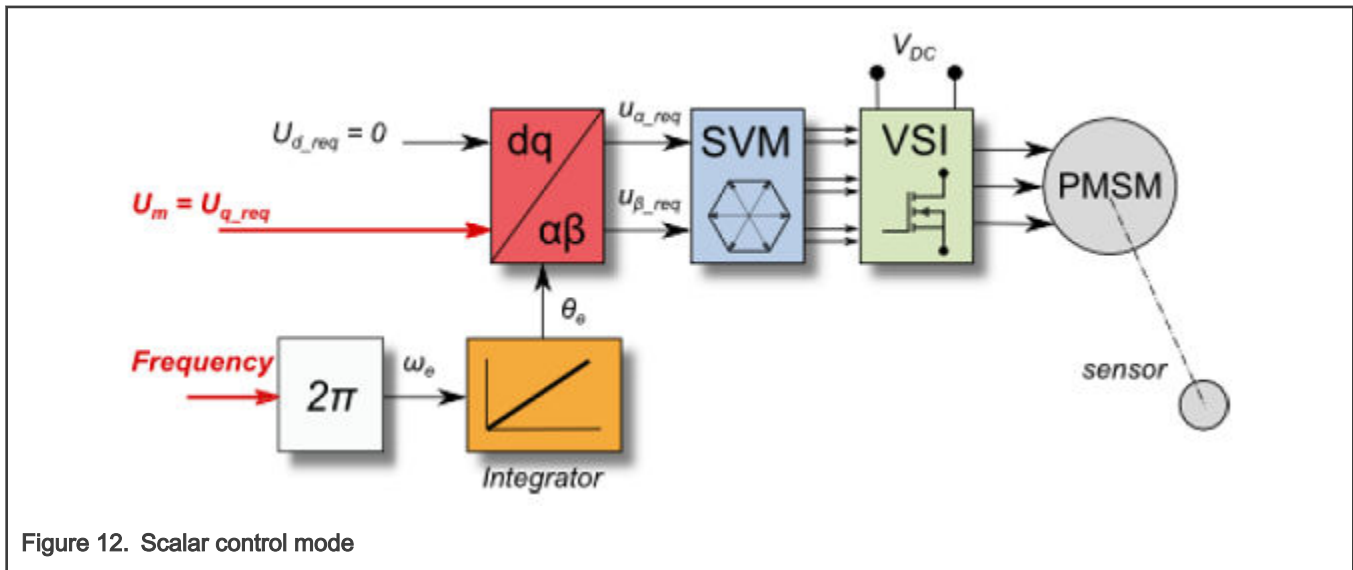 V_DC
U_d_req = 0
dq
αβ
u_α_req
u_β_req
SVM
VSI
PMSM
U_m = U_q_req
θ_e
Frequency
2π
ω_e
Integrator
sensor
Figure 12. Scalar control mode